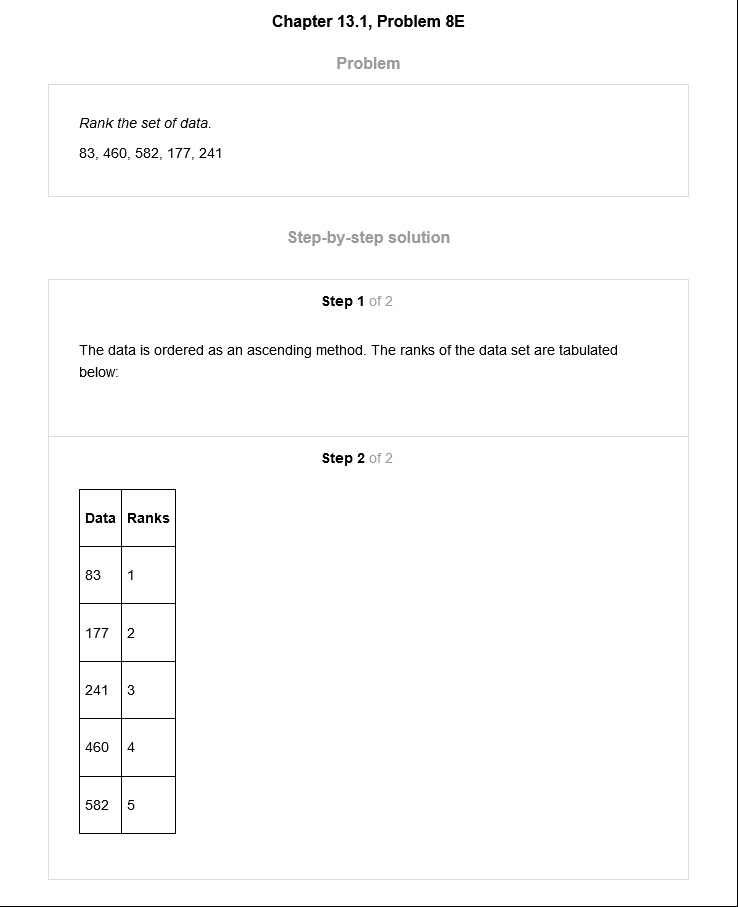 Chapter 13.1, Problem 8E
Problem
Rank the set of data.
83, 460, 582, 177, 241
Step-by-step solution
Step 1 of 2
The data is ordered as an ascending method. The ranks of the data set are tabulated
below:
Step 2 of 2
Data Ranks
83 1
177 2
241 3
460 4
582 5